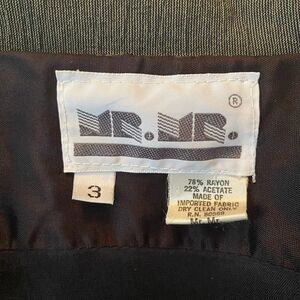 MR. MR.
®
3
78% RAYON
22% ACETATE
MADE OF
IMPORTED FABRIC
DRY CLEAN ONLY
Mr. Mr.